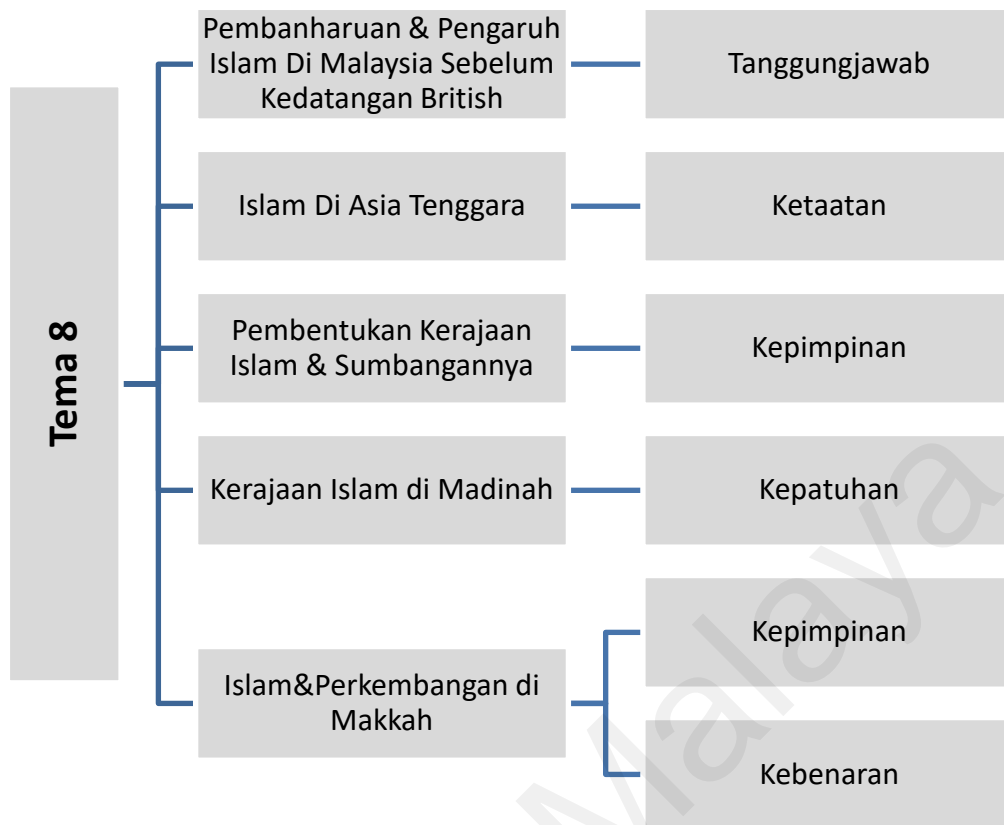 Tema 8
Pembanharuan & Pengaruh
Islam Di Malaysia Sebelum
Kedatangan British
Tanggungjawab
Islam Di Asia Tenggara
Ketaatan
Pembentukan Kerajaan
Islam & Sumbangannya
Kepimpinan
Kerajaan Islam di Madinah
Kepatuhan
Islam&Perkembangan di
Makkah
Kepimpinan
Kebenaran
Malaya